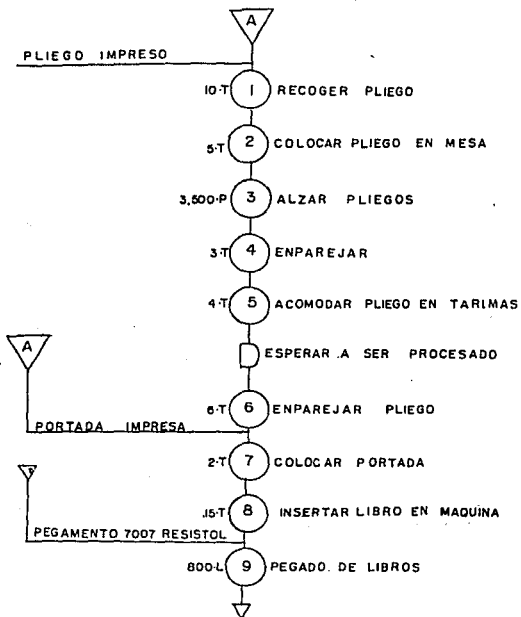 A
PLIEGO IMPRESO
10·T 1 RECOGER PLIEGO
5·T 2 COLOCAR PLIEGO EN MESA
3,500·P 3 ALZAR PLIEGOS
3·T 4 ENPAREJAR
4·T 5 ACOMODAR PLIEGO EN TARIMAS
ESPERAR .A SER PROCESADO
A
6·T 6 ENPAREJAR PLIEGO
PORTADA IMPRESA
2·T 7 COLOCAR PORTADA
.15·T 8 INSERTAR LIBRO EN MAQUINA
PEGAMENTO 7007 RESISTOL
800·L 9 PEGADO. DE LIBROS